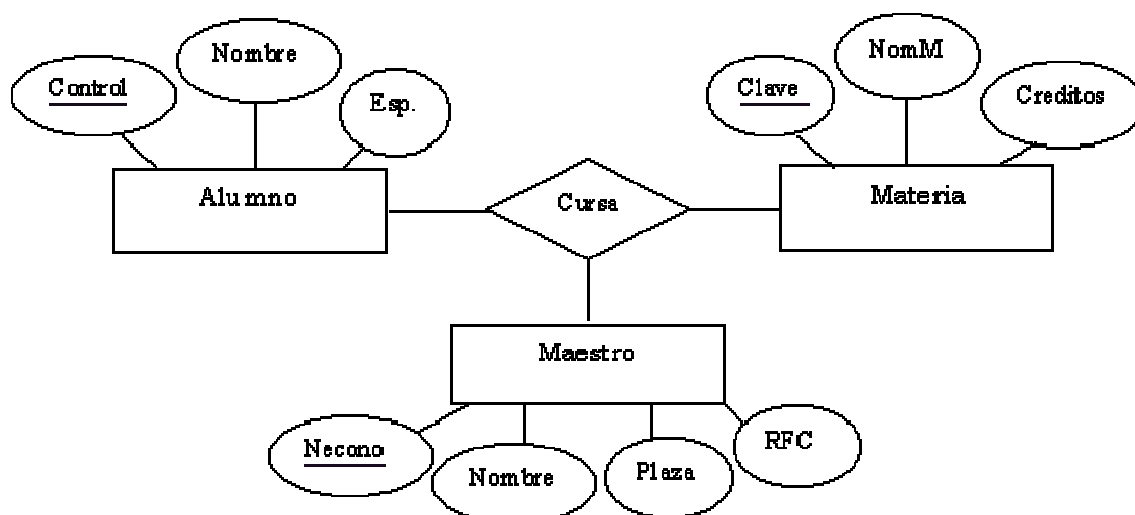 Nombre
Control
Esp.
Alumno
NomM
Clave
Creditos
Materia
Cursa
Maestro
Necono
Nombre
Plaza
RFC